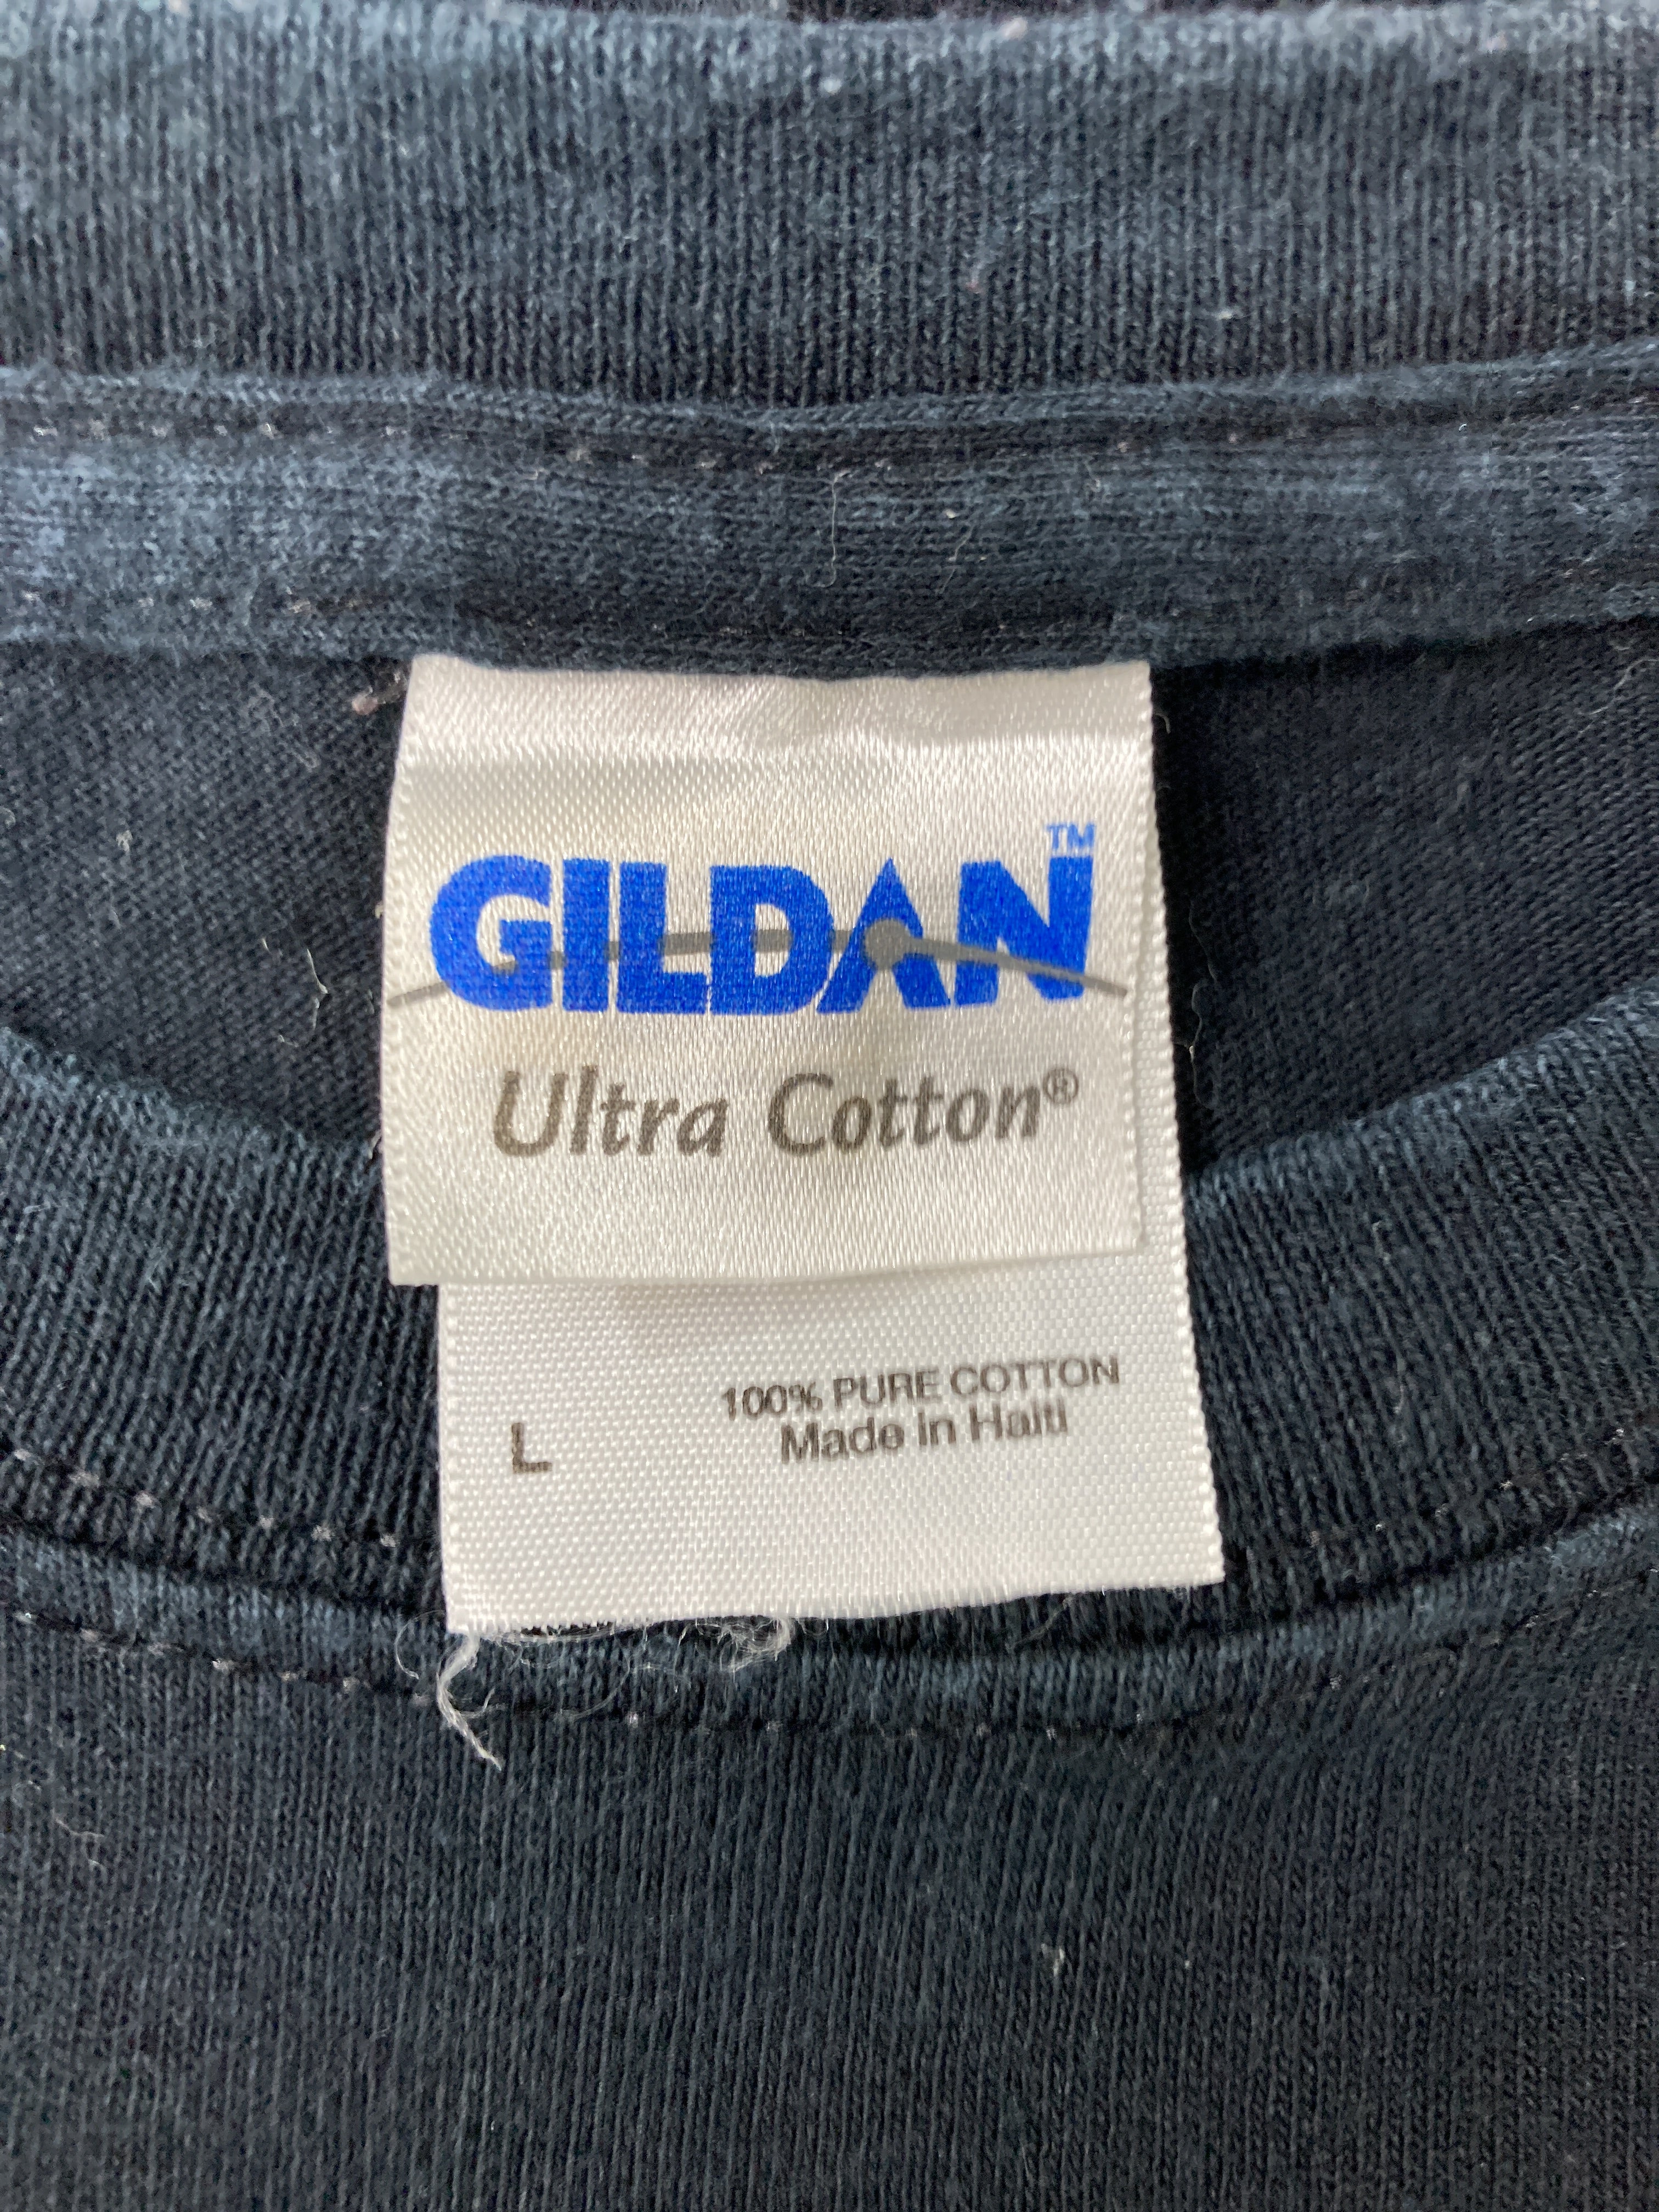 GILDAN™
Ultra Cotton®
100% PURE COTTON
Made in Haiti
L